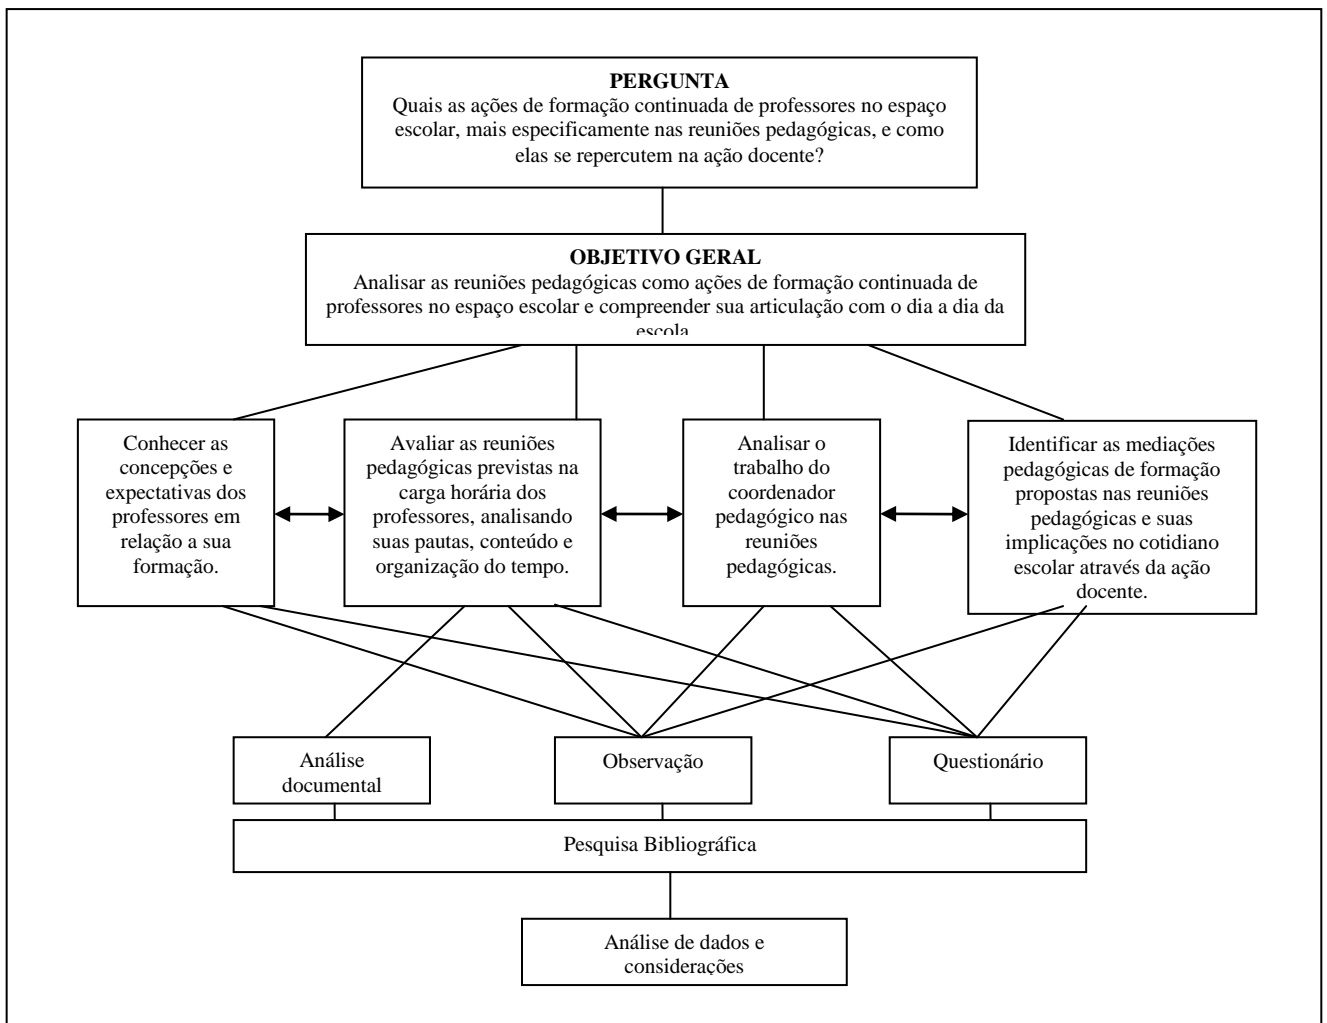 PERGUNTA
Quais as ações de formação continuada de professores no espaço
escolar, mais especificamente nas reuniões pedagógicas, e como
elas se repercutem na ação docente?
OBJETIVO GERAL
Analisar as reuniões pedagógicas como ações de formação continuada de
professores no espaço escolar e compreender sua articulação com o dia a dia da
escola
Conhecer as
concepções e
expectativas dos
professores em
relação a sua
formação.
Avaliar as reuniões
pedagógicas previstas na
carga horária dos
professores, analisando
suas pautas, conteúdo e
organização do tempo.
Analisar o
trabalho do
coordenador
pedagógico nas
reuniões
pedagógicas.
Identificar as mediações
pedagógicas de formação
propostas nas reuniões
pedagógicas e suas
implicações no cotidiano
escolar através da ação
docente.
Análise
documental
Observação
Questionário
Pesquisa Bibliográfica
Análise de dados e
considerações